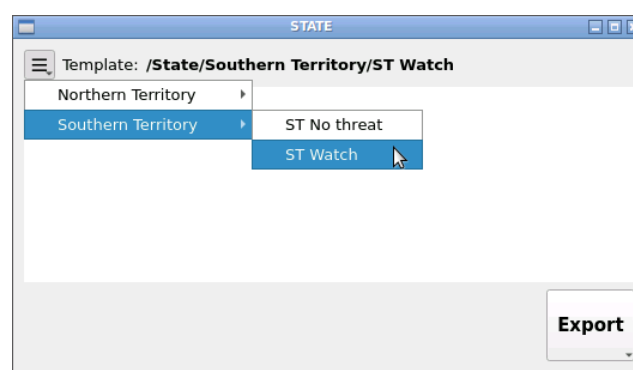 STATE
Template: /State/Southern Territory/ST Watch
Northern Territory
Southern Territory
ST No threat
ST Watch
Export